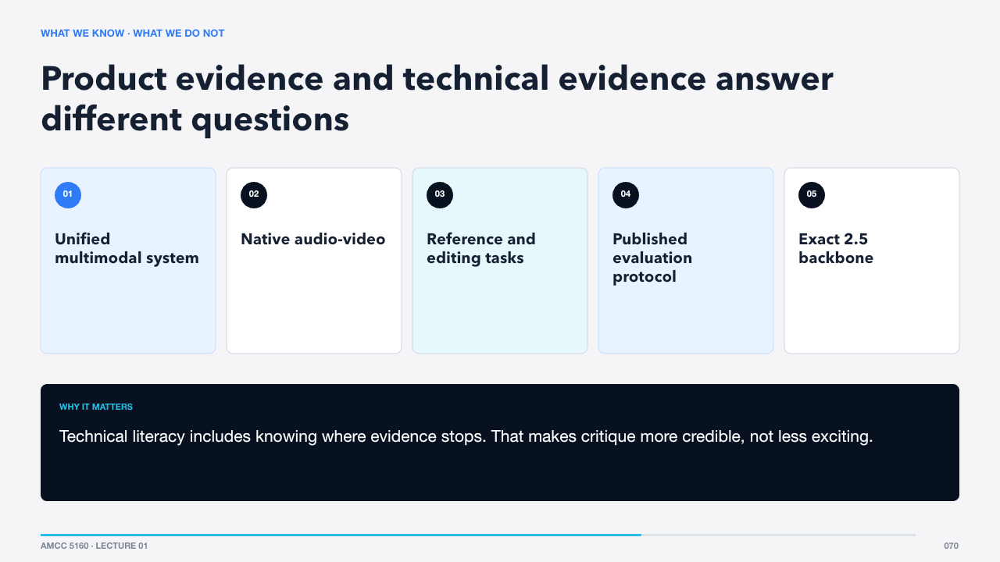 WHAT WE KNOW · WHAT WE DO NOT
Product evidence and technical evidence answer
different questions
01
Unified
multimodal system
02
Native audio-video
03
Reference and
editing tasks
04
Published
evaluation
protocol
05
Exact 2.5
backbone
WHY IT MATTERS
Technical literacy includes knowing where evidence stops. That makes critique more credible, not less exciting.
AMCC 5160 · LECTURE 01
070